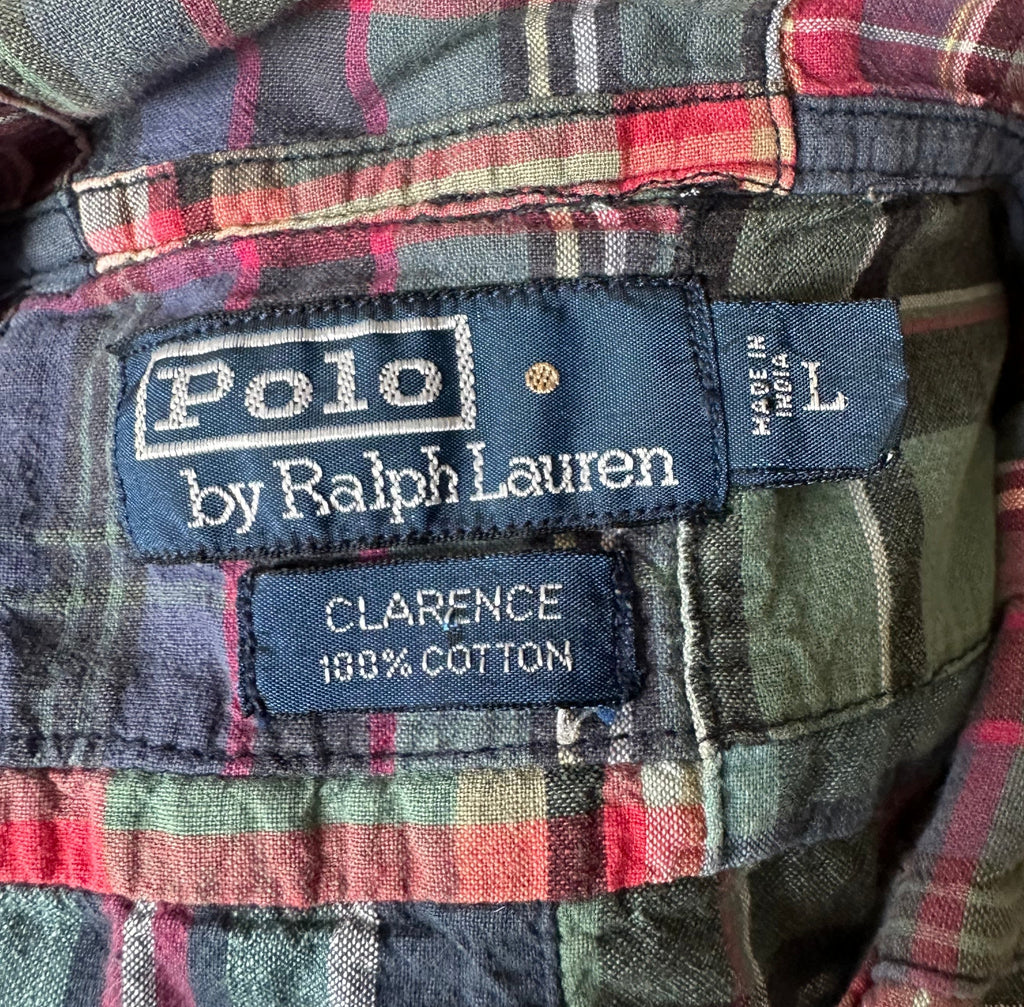 Polo
by Ralph Lauren
MADE IN
INDIA
L
CLARENCE
100% COTTON